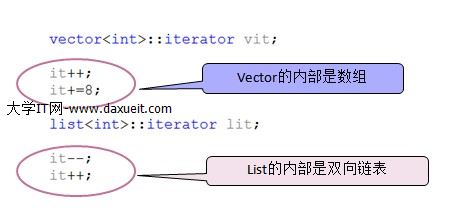 vector<int>::iterator vit;
it++;
it+=8;
Vector的内部是数组
大学IT网-www.daxueit.com
list<int>::iterator lit;
it--;
it++;
List的内部是双向链表